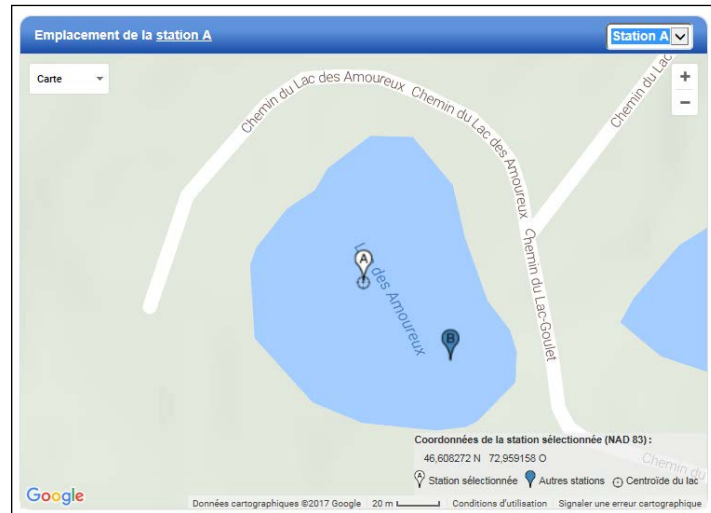 Emplacement de la station A
Station A
Carte
+
−
Chemin du Lac des Amoureux
Chemin du Lac des Amoureux
Chemin du Lac
Chemin du Lac-Goulet
A
des Amoureux
B
Coordonnées de la station sélectionnée (NAD 83) :
46,608272 N 72,959158 O
Chemin du
A Station sélectionnée Autres stations Centroïde du lac
Google
Données cartographiques ©2017 Google 20 m Conditions d'utilisation Signaler une erreur cartographique